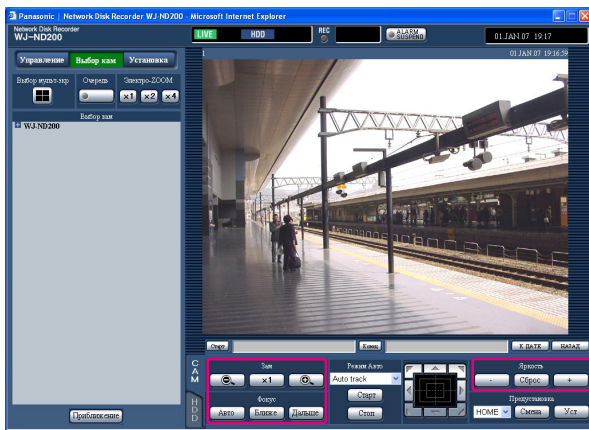 Panasonic | Network Disk Recorder WJ-ND200 - Microsoft Internet Explorer
Network Disk Recorder
WJ-ND200
LIVE HDD REC ALARM SUSPEND 01.JAN.07 19:17
Управление Выбор кам Установка
1 01.JAN.07 19:16:59
Выбор мульт-экр Очередь Электро-ZOOM
x1 x2 x4
Выбор зам
WJ-ND200
Старт Конец К ДАТЕ НАЗАД
CAM
HDD
Зам Режим Авто Яркость
x1 Auto track - Сброс +
Фокус Старт Предустановка
Авто Ближе Дальше Стоп HOME Смена Уст
Приближение